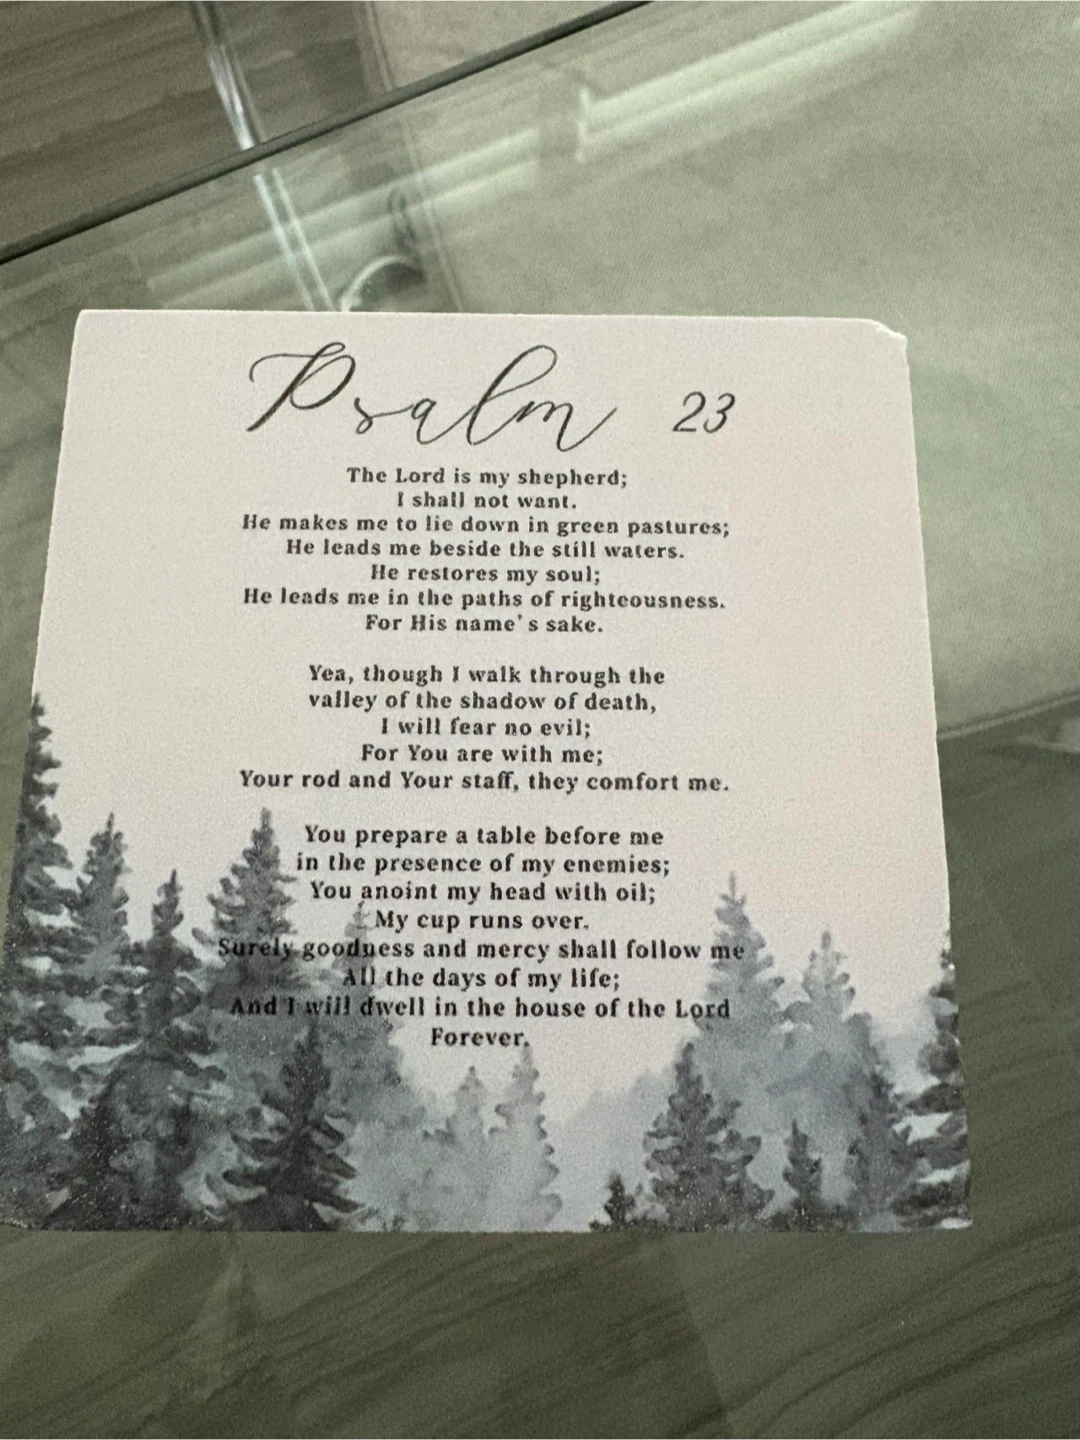 Psalm 23
The Lord is my shepherd;
I shall not want.
He makes me to lie down in green pastures;
He leads me beside the still waters.
He restores my soul;
He leads me in the paths of righteousness.
For His name's sake.
Yea, though I walk through the
valley of the shadow of death,
I will fear no evil;
For You are with me;
Your rod and Your staff, they comfort me.
You prepare a table before me
in the presence of my enemies;
You anoint my head with oil;
My cup runs over.
Surely goodness and mercy shall follow me
All the days of my life;
And I will dwell in the house of the Lord
Forever.